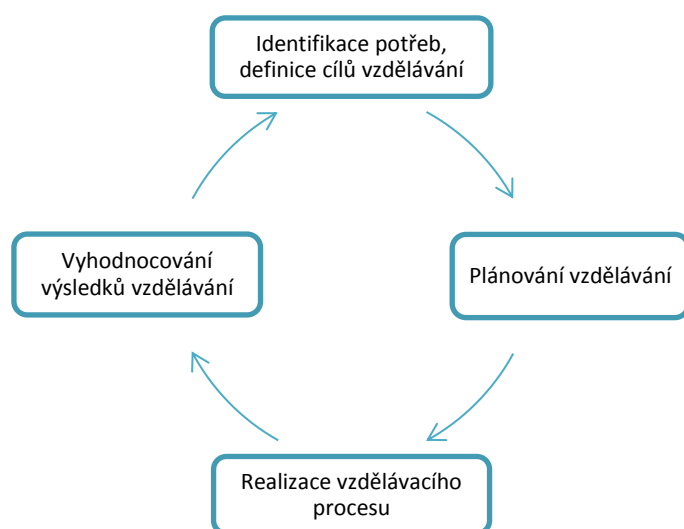 Identifikace potřeb,
definice cílů vzdělávání
Plánování vzdělávání
Realizace vzdělávacího
procesu
Vyhodnocování
výsledků vzdělávání